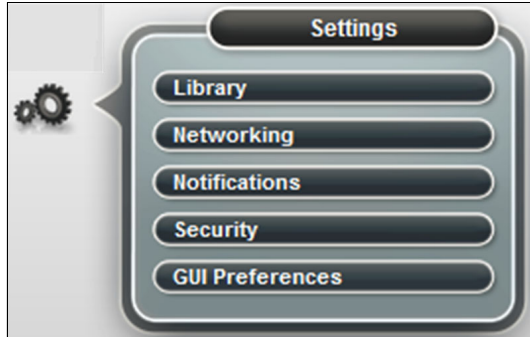 Settings
Library
Networking
Notifications
Security
GUI Preferences